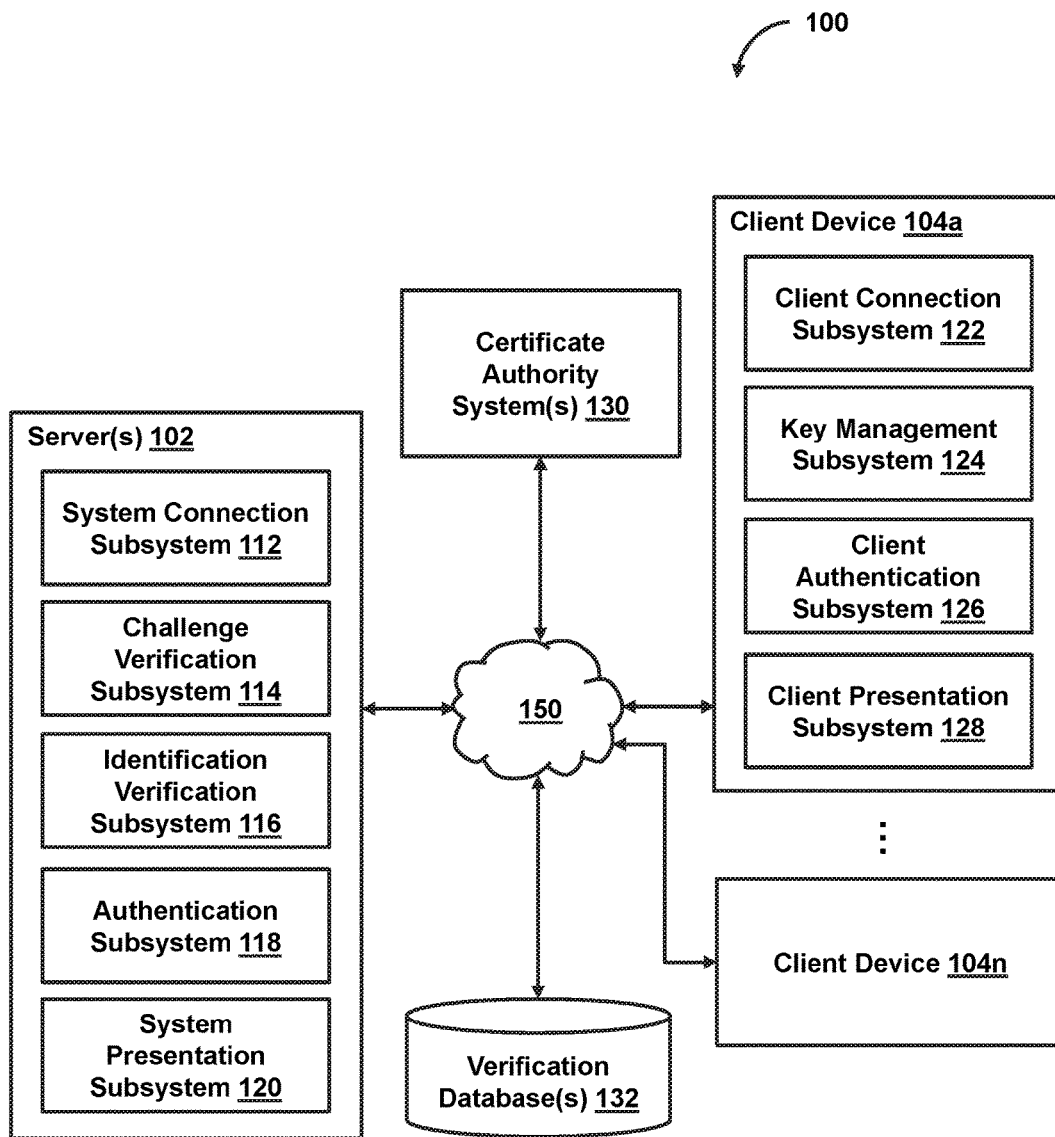 100
Server(s) 102
System Connection
Subsystem 112
Challenge
Verification
Subsystem 114
Identification
Verification
Subsystem 116
Authentication
Subsystem 118
System
Presentation
Subsystem 120
Certificate
Authority
System(s) 130
150
Verification
Database(s) 132
Client Device 104a
Client Connection
Subsystem 122
Key Management
Subsystem 124
Client
Authentication
Subsystem 126
Client Presentation
Subsystem 128
⋮
Client Device 104n